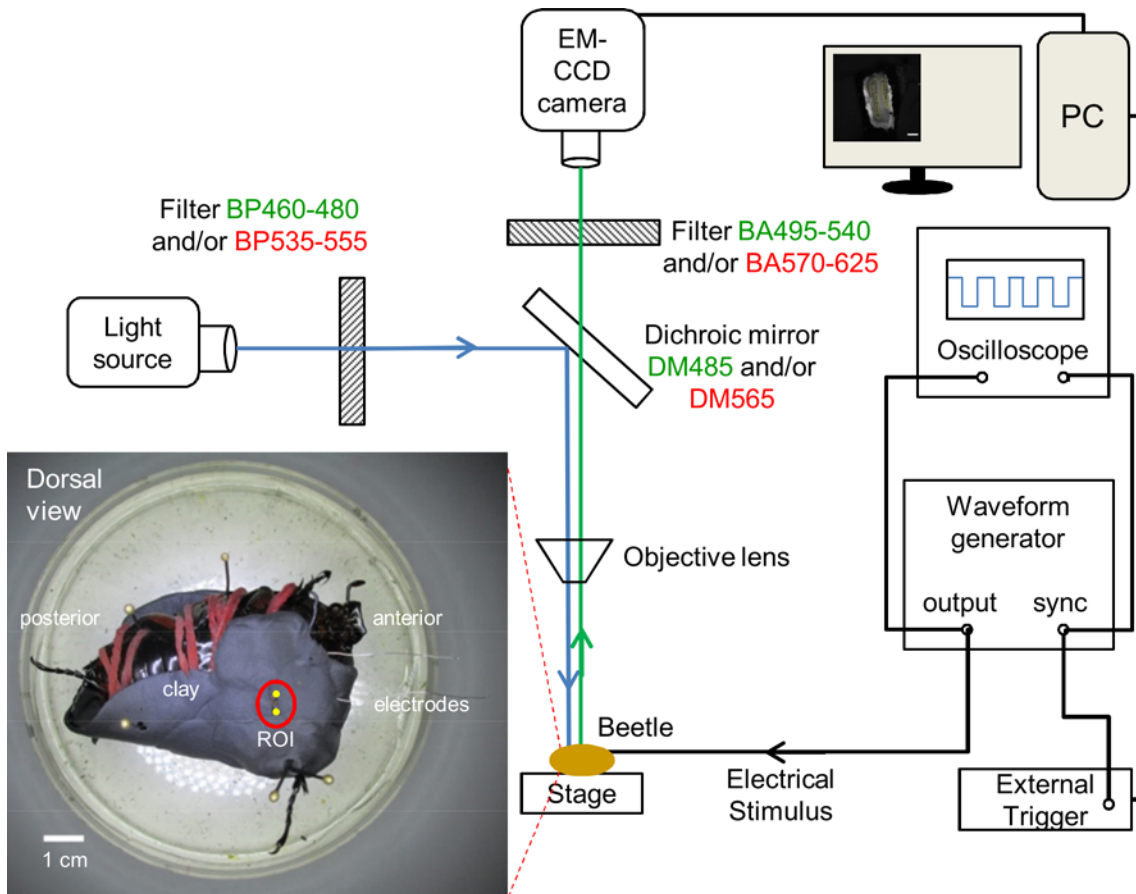 EM-
CCD
camera
PC
Filter BP460-480
and/or BP535-555
Filter BA495-540
and/or BA570-625
Light
source
Dichroic mirror
DM485 and/or
DM565
Oscilloscope
Waveform
generator
output
sync
Objective lens
Dorsal
view
posterior
anterior
clay
electrodes
ROI
1 cm
Beetle
Stage
Electrical
Stimulus
External
Trigger